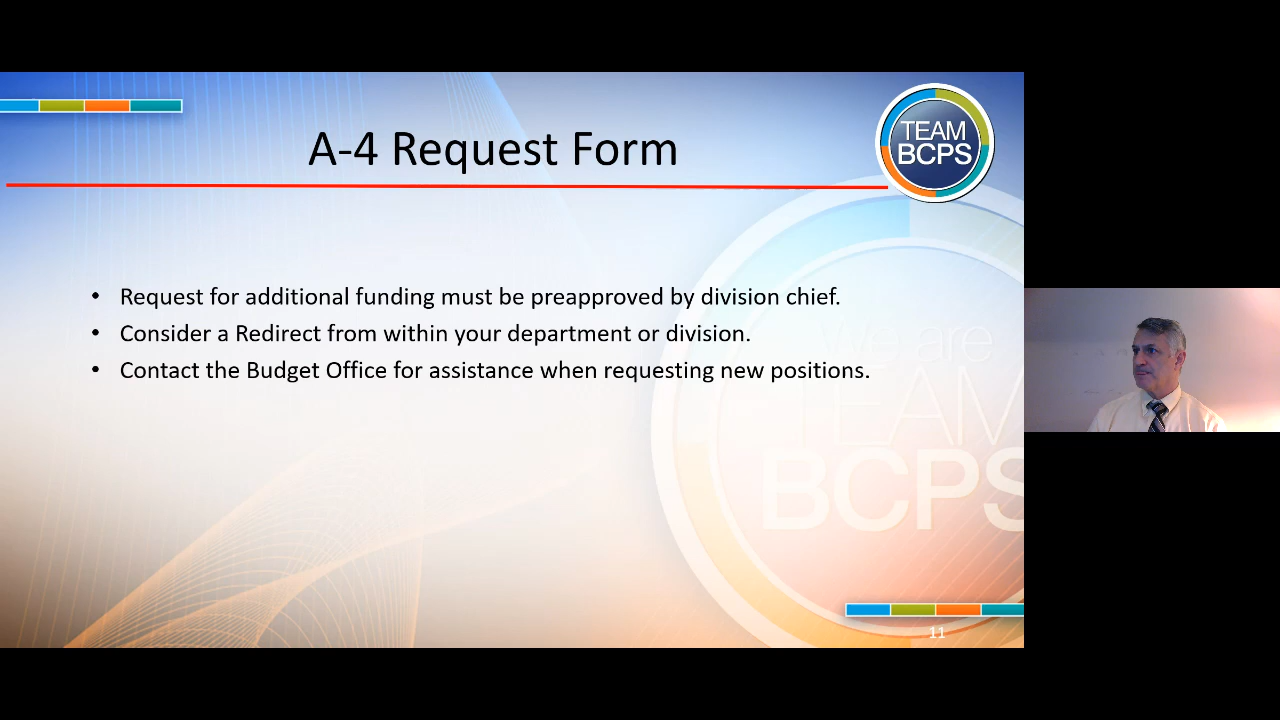 TEAM
BCPS
A-4 Request Form
• Request for additional funding must be preapproved by division chief.
• Consider a Redirect from within your department or division.
• Contact the Budget Office for assistance when requesting new positions.
We are
TEAM
BCPS
11